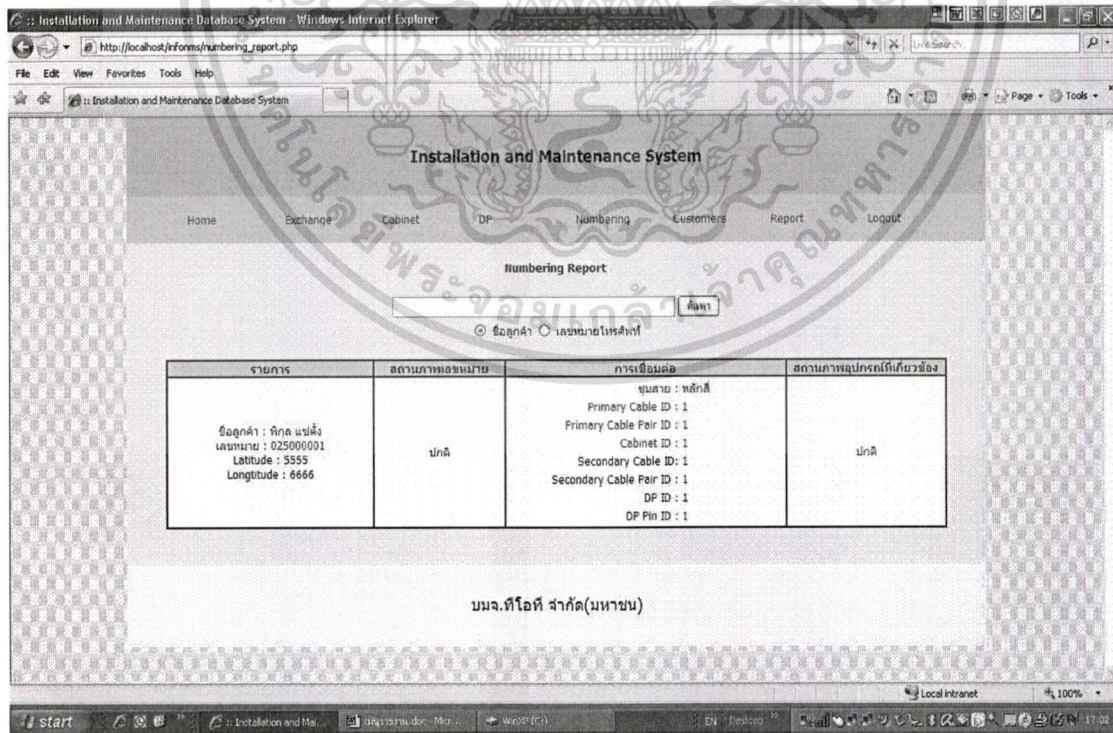 :: Installation and Maintenance Database System - Windows Internet Explorer
http://localhost/infonms/numbering_report.php
Live Search
File Edit View Favorites Tools Help
:: Installation and Maintenance Database System
Page Tools
Installation and Maintenance System
Home Exchange Cabinet DP Numbering Customers Report Logout
Numbering Report
ค้นหา
ชื่อลูกค้า เลขหมายโทรศัพท์
รายการ สถานภาพเลขหมาย การเชื่อมต่อ สถานภาพอุปกรณ์ที่เกี่ยวข้อง
ชื่อลูกค้า : พิกุล แซ่ตั้ง
เลขหมาย : 025000001
Latitude : 5555
Longtitude : 6666
ปกติ
ชุมสาย : หลักสี่
Primary Cable ID : 1
Primary Cable Pair ID : 1
Cabinet ID : 1
Secondary Cable ID: 1
Secondary Cable Pair ID : 1
DP ID : 1
DP Pin ID : 1
ปกติ
บมจ.ทีโอที จำกัด(มหาชน)
Local intranet 100%
start :: Installation and Mai... WinXP (C:) EN Desktop 17:02